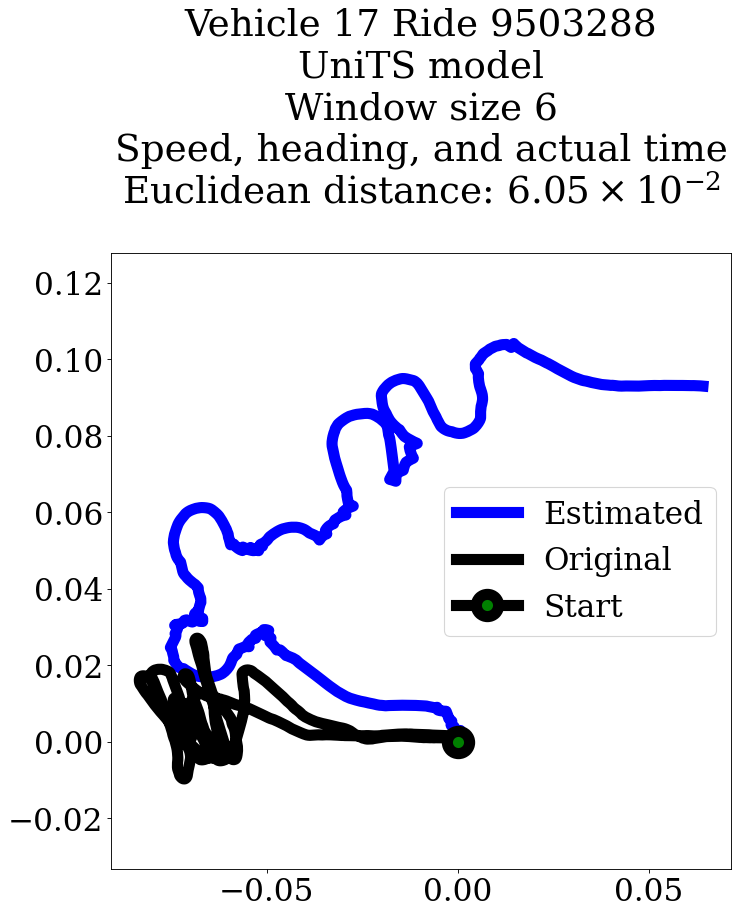 Vehicle 17 Ride 9503288
UniTS model
Window size 6
Speed, heading, and actual time
Euclidean distance: 6.05 × 10⁻²
0.12
0.10
0.08
0.06
0.04
0.02
0.00
−0.02
Estimated
Original
Start
−0.05
0.00
0.05